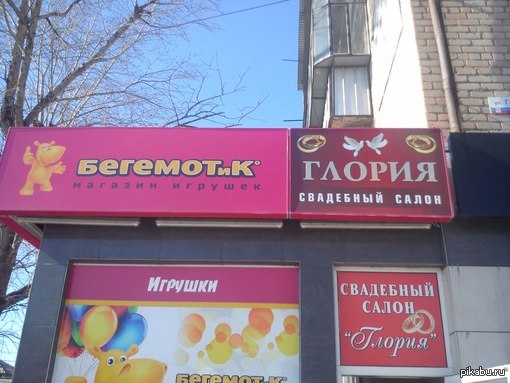 БЕГЕМОТиК®
магазин игрушек
ГЛОРИЯ
СВАДЕБНЫЙ САЛОН
Игрушки
БЕГЕМОТиК
СВАДЕБНЫЙ
САЛОН
"Глория"
pikabu.ru